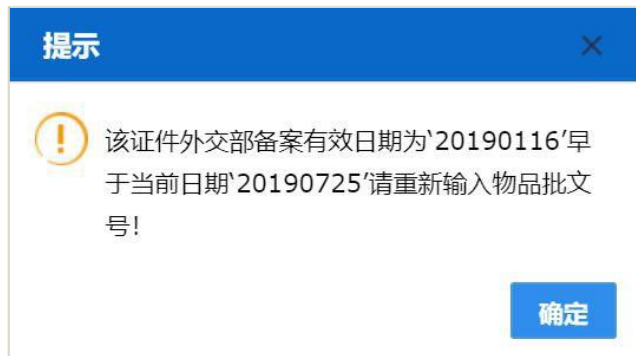 提示
该证件外交部备案有效日期为‘20190116’早
于当前日期‘20190725’请重新输入物品批文
号！
确定